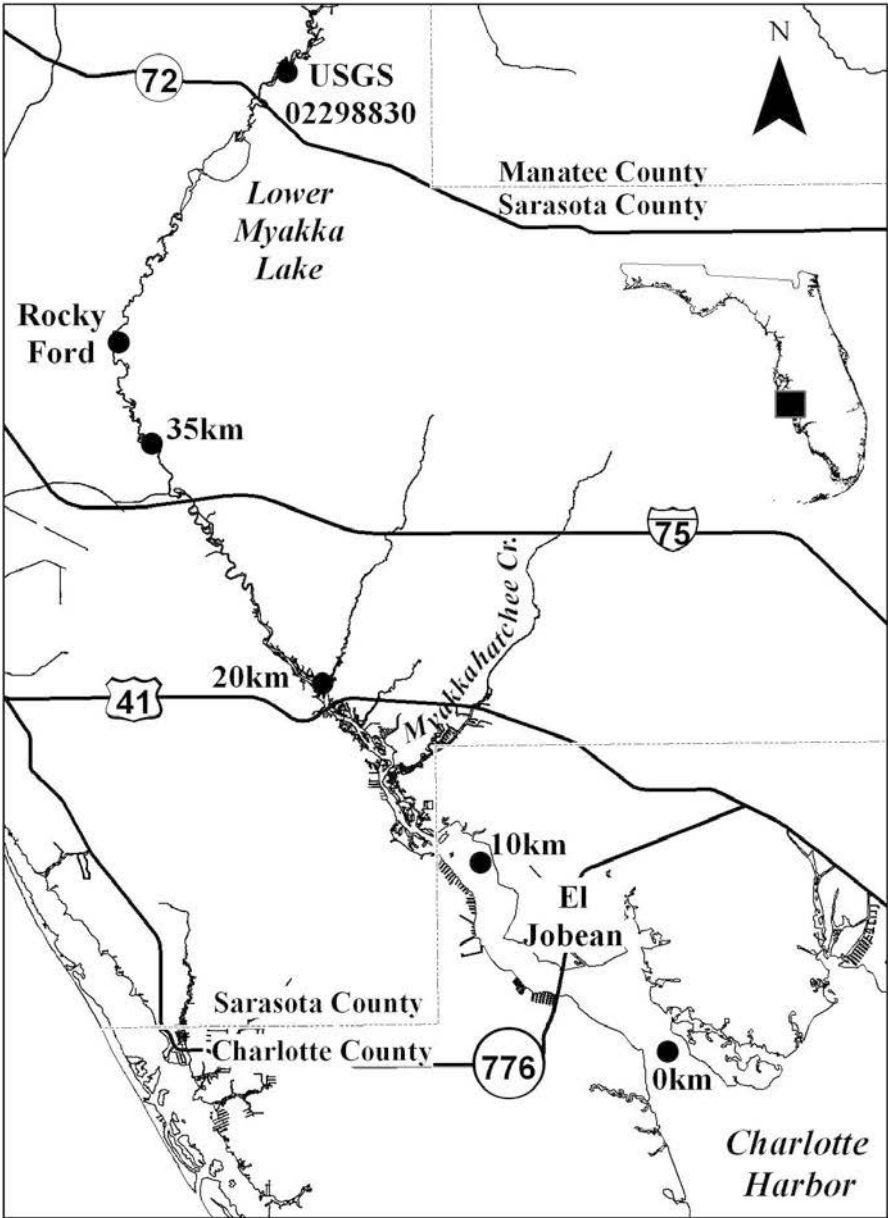 N
72
USGS
02298830
Manatee County
Sarasota County
Lower
Myakka
Lake
Rocky
Ford
35km
75
Myakkahatchee Cr.
20km
41
10km
El
Jobean
Sarasota County
Charlotte County
776
0km
Charlotte
Harbor